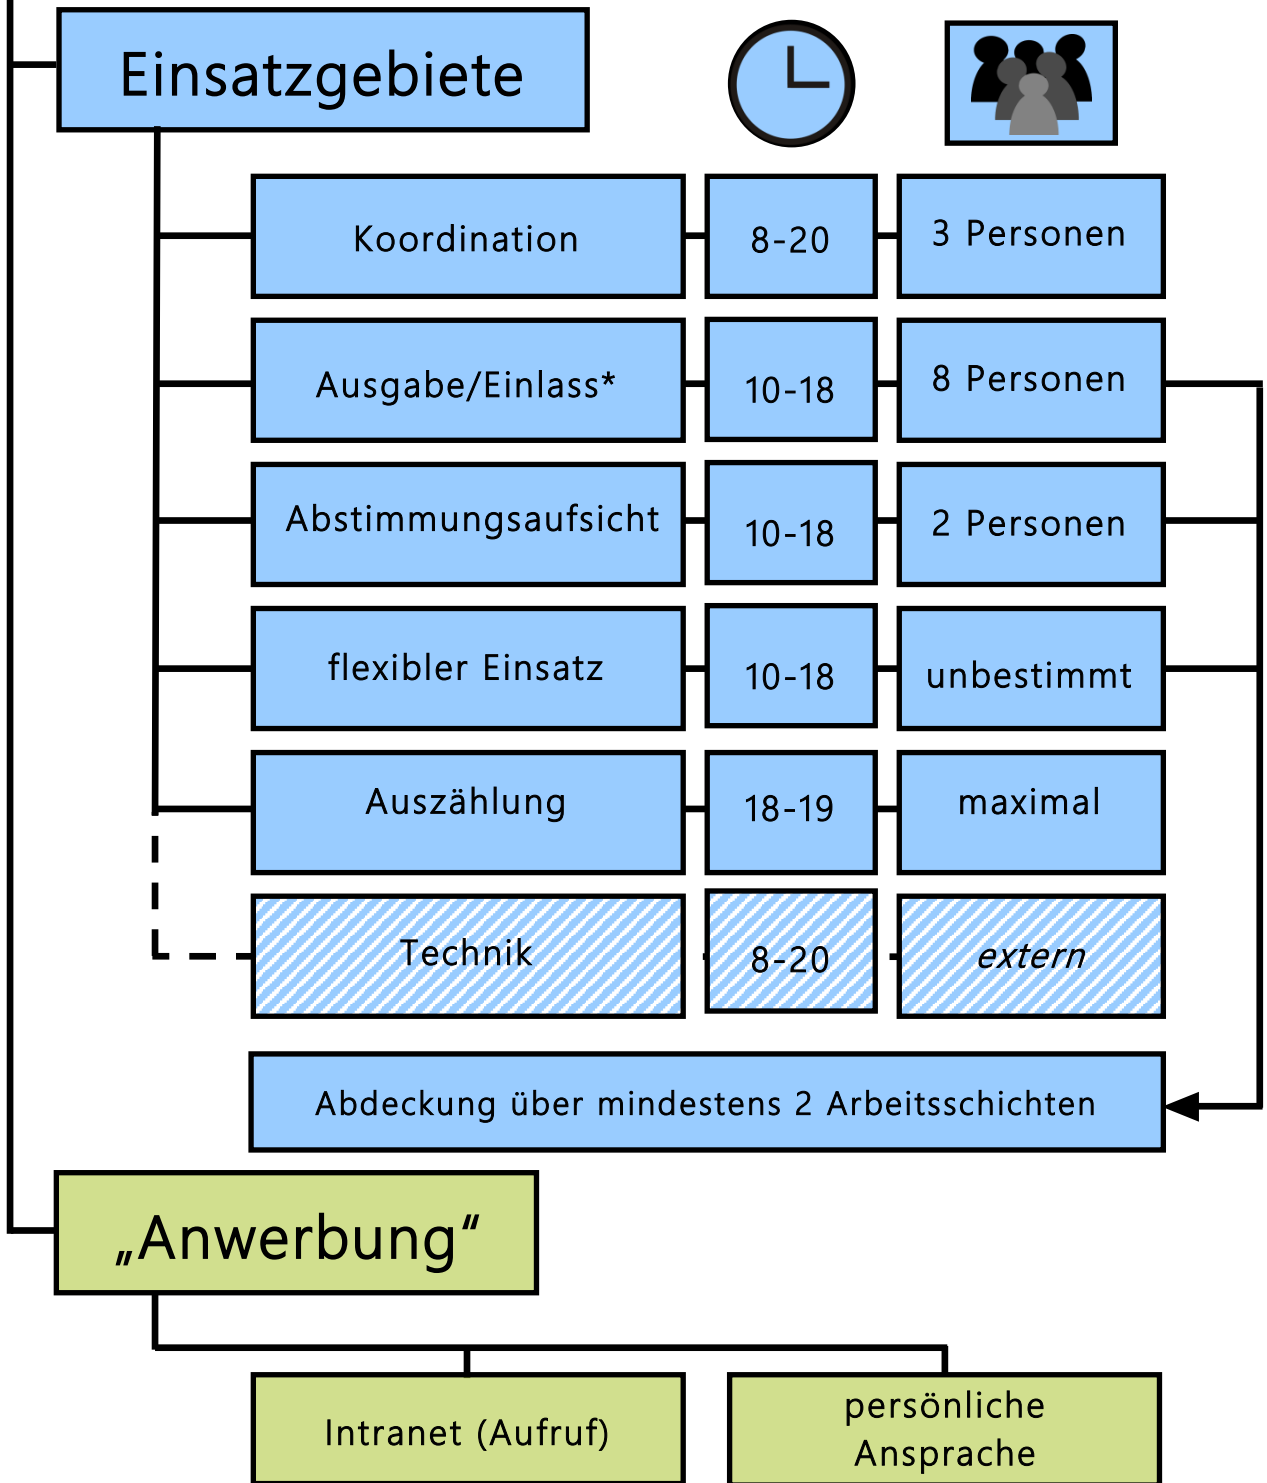 Einsatzgebiete
Koordination 8-20 3 Personen
Ausgabe/Einlass* 10-18 8 Personen
Abstimmungsaufsicht 10-18 2 Personen
flexibler Einsatz 10-18 unbestimmt
Auszählung 18-19 maximal
Technik 8-20 extern
Abdeckung über mindestens 2 Arbeitsschichten
„Anwerbung“
Intranet (Aufruf)
persönliche
Ansprache